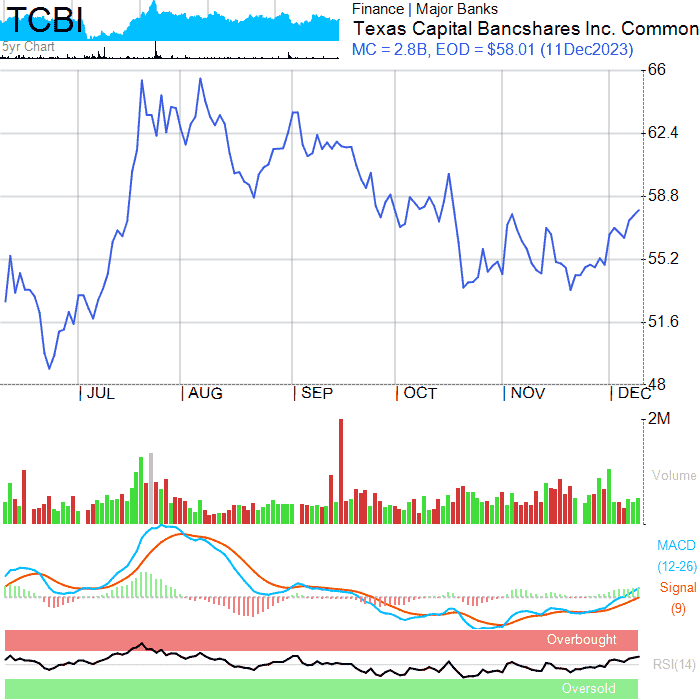 TCBI
5yr Chart
Finance | Major Banks
Texas Capital Bancshares Inc. Common
MC = 2.8B, EOD = $58.01 (11Dec2023)
66
62.4
58.8
55.2
51.6
48
| JUL
| AUG
| SEP
| OCT
| NOV
| DEC
2M
Volume
MACD
(12-26)
Signal
(9)
Overbought
RSI(14)
Oversold